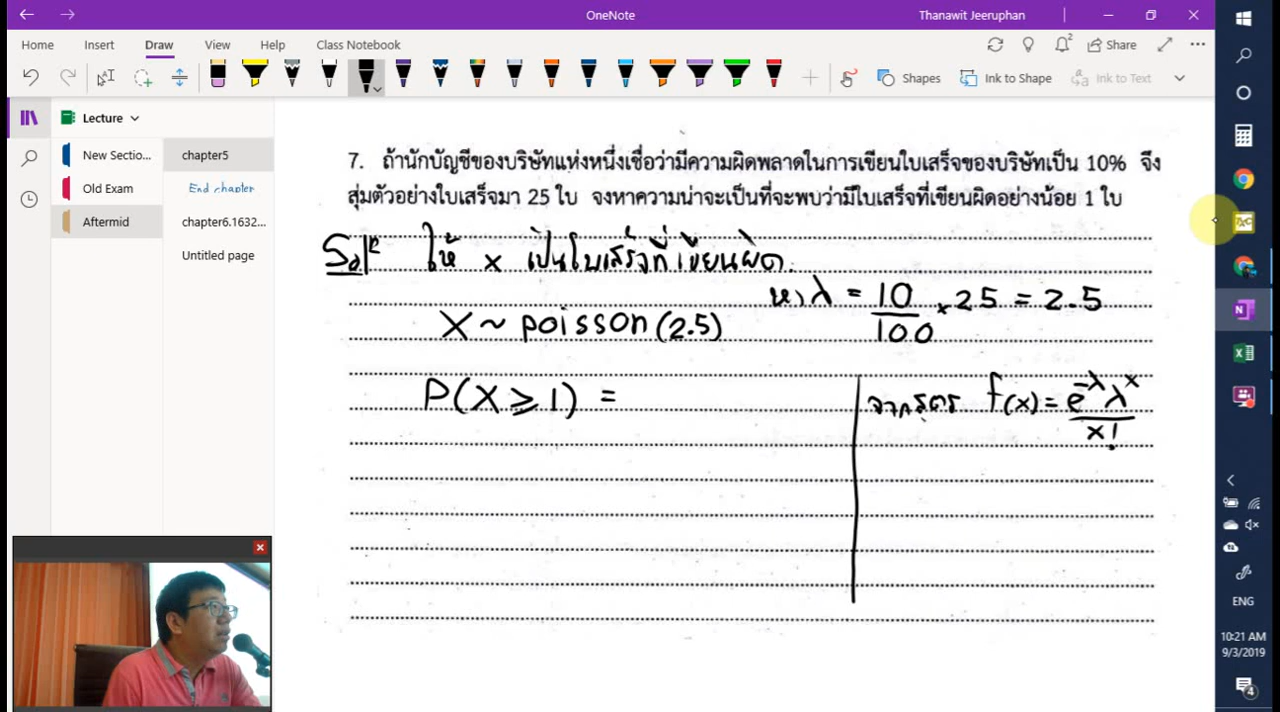 OneNote
Thanawit Jeeruphan
Home Insert Draw View Help Class Notebook
Share
Shapes Ink to Shape Ink to Text
Lecture
New Sectio...
Old Exam
Aftermid
chapter5
End chapter
chapter6.1632...
Untitled page
7. ถ้านักบัญชีของบริษัทแห่งหนึ่งเชื่อว่ามีความผิดพลาดในการเขียนใบเสร็จของบริษัทเป็น 10% จึง
สุ่มตัวอย่างใบเสร็จมา 25 ใบ จงหาความน่าจะเป็นที่จะพบว่ามีใบเสร็จที่เขียนผิดอย่างน้อย 1 ใบ
Solⁿ ให้ x เป็นใบเสร็จที่เขียนผิด.
หา λ = 10/100 × 25 = 2.5
X ~ poisson (2.5)
P(X ≥ 1) =
จากสูตร f(x) = e^-λ λ^x / x!
ENG
10:21 AM
9/3/2019
4